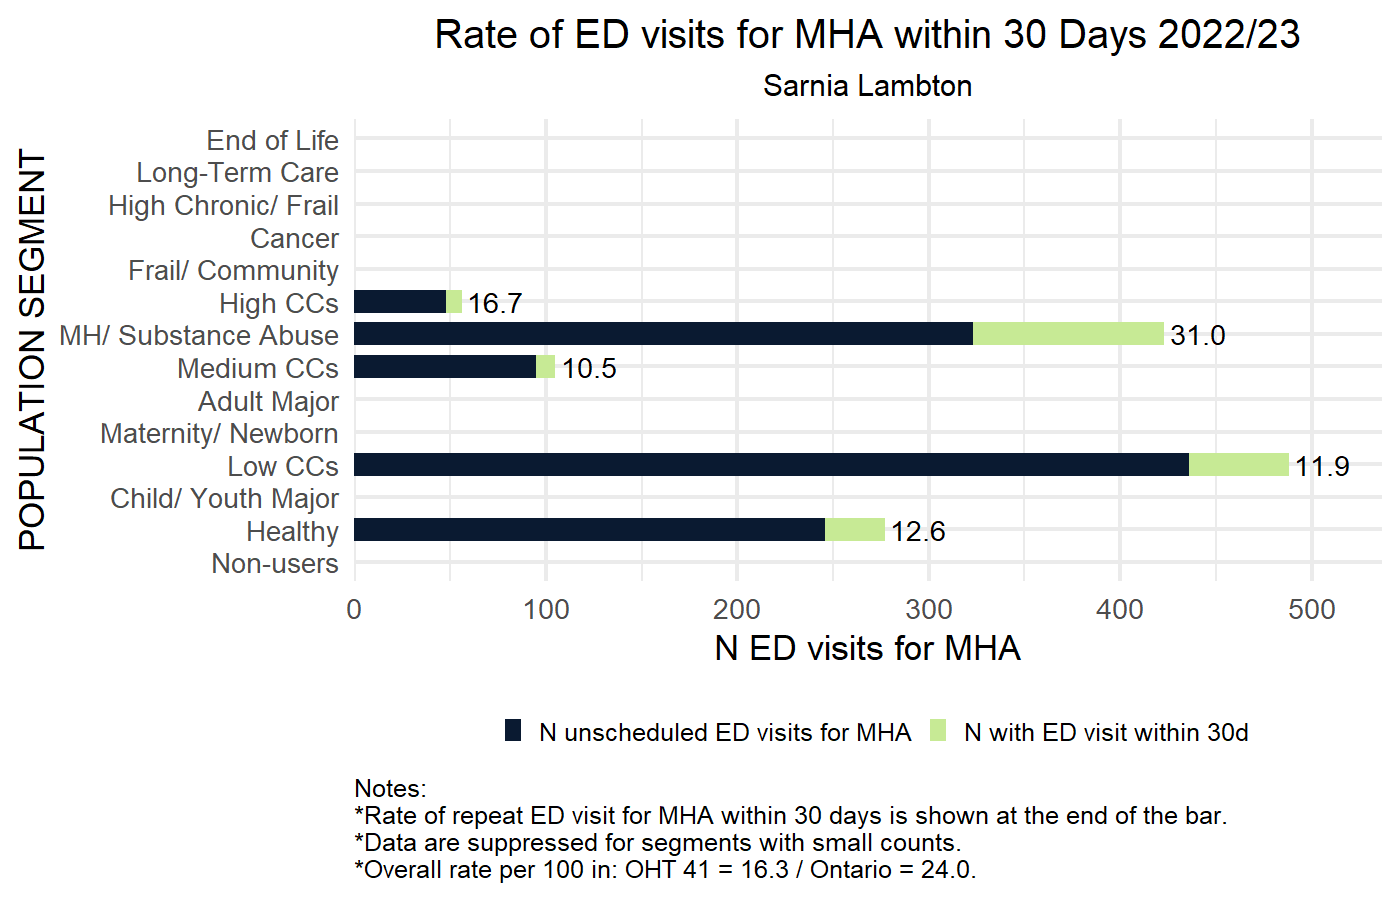 Rate of ED visits for MHA within 30 Days 2022/23
Sarnia Lambton
POPULATION SEGMENT
End of Life
Long-Term Care
High Chronic/ Frail
Cancer
Frail/ Community
High CCs 16.7
MH/ Substance Abuse 31.0
Medium CCs 10.5
Adult Major
Maternity/ Newborn
Low CCs 11.9
Child/ Youth Major
Healthy 12.6
Non-users
0 100 200 300 400 500
N ED visits for MHA
N unscheduled ED visits for MHA N with ED visit within 30d
Notes:
*Rate of repeat ED visit for MHA within 30 days is shown at the end of the bar.
*Data are suppressed for segments with small counts.
*Overall rate per 100 in: OHT 41 = 16.3 / Ontario = 24.0.